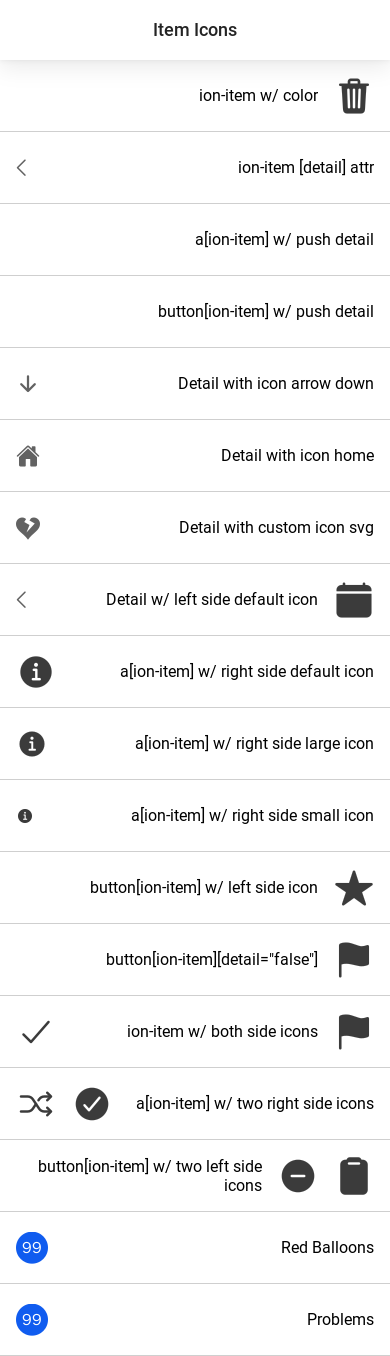 Item Icons
ion-item w/ color
ion-item [detail] attr
a[ion-item] w/ push detail
button[ion-item] w/ push detail
Detail with icon arrow down
Detail with icon home
Detail with custom icon svg
Detail w/ left side default icon
a[ion-item] w/ right side default icon
a[ion-item] w/ right side large icon
a[ion-item] w/ right side small icon
button[ion-item] w/ left side icon
button[ion-item][detail="false"]
ion-item w/ both side icons
a[ion-item] w/ two right side icons
button[ion-item] w/ two left side
icons
99 Red Balloons
99 Problems